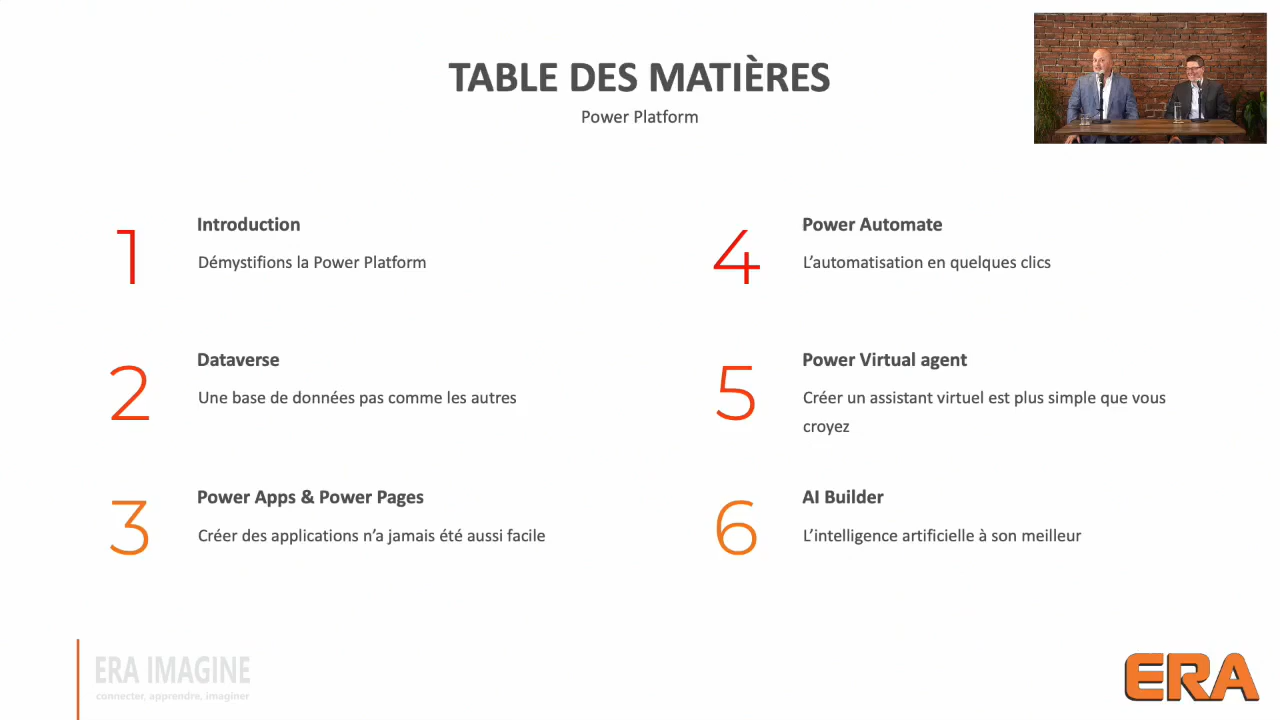 TABLE DES MATIÈRES
Power Platform
1
Introduction
Démystifions la Power Platform
2
Dataverse
Une base de données pas comme les autres
3
Power Apps & Power Pages
Créer des applications n’a jamais été aussi facile
4
Power Automate
L’automatisation en quelques clics
5
Power Virtual agent
Créer un assistant virtuel est plus simple que vous
croyez
6
AI Builder
L’intelligence artificielle à son meilleur
ERA IMAGINE
connecter, apprendre, imaginer
ERA